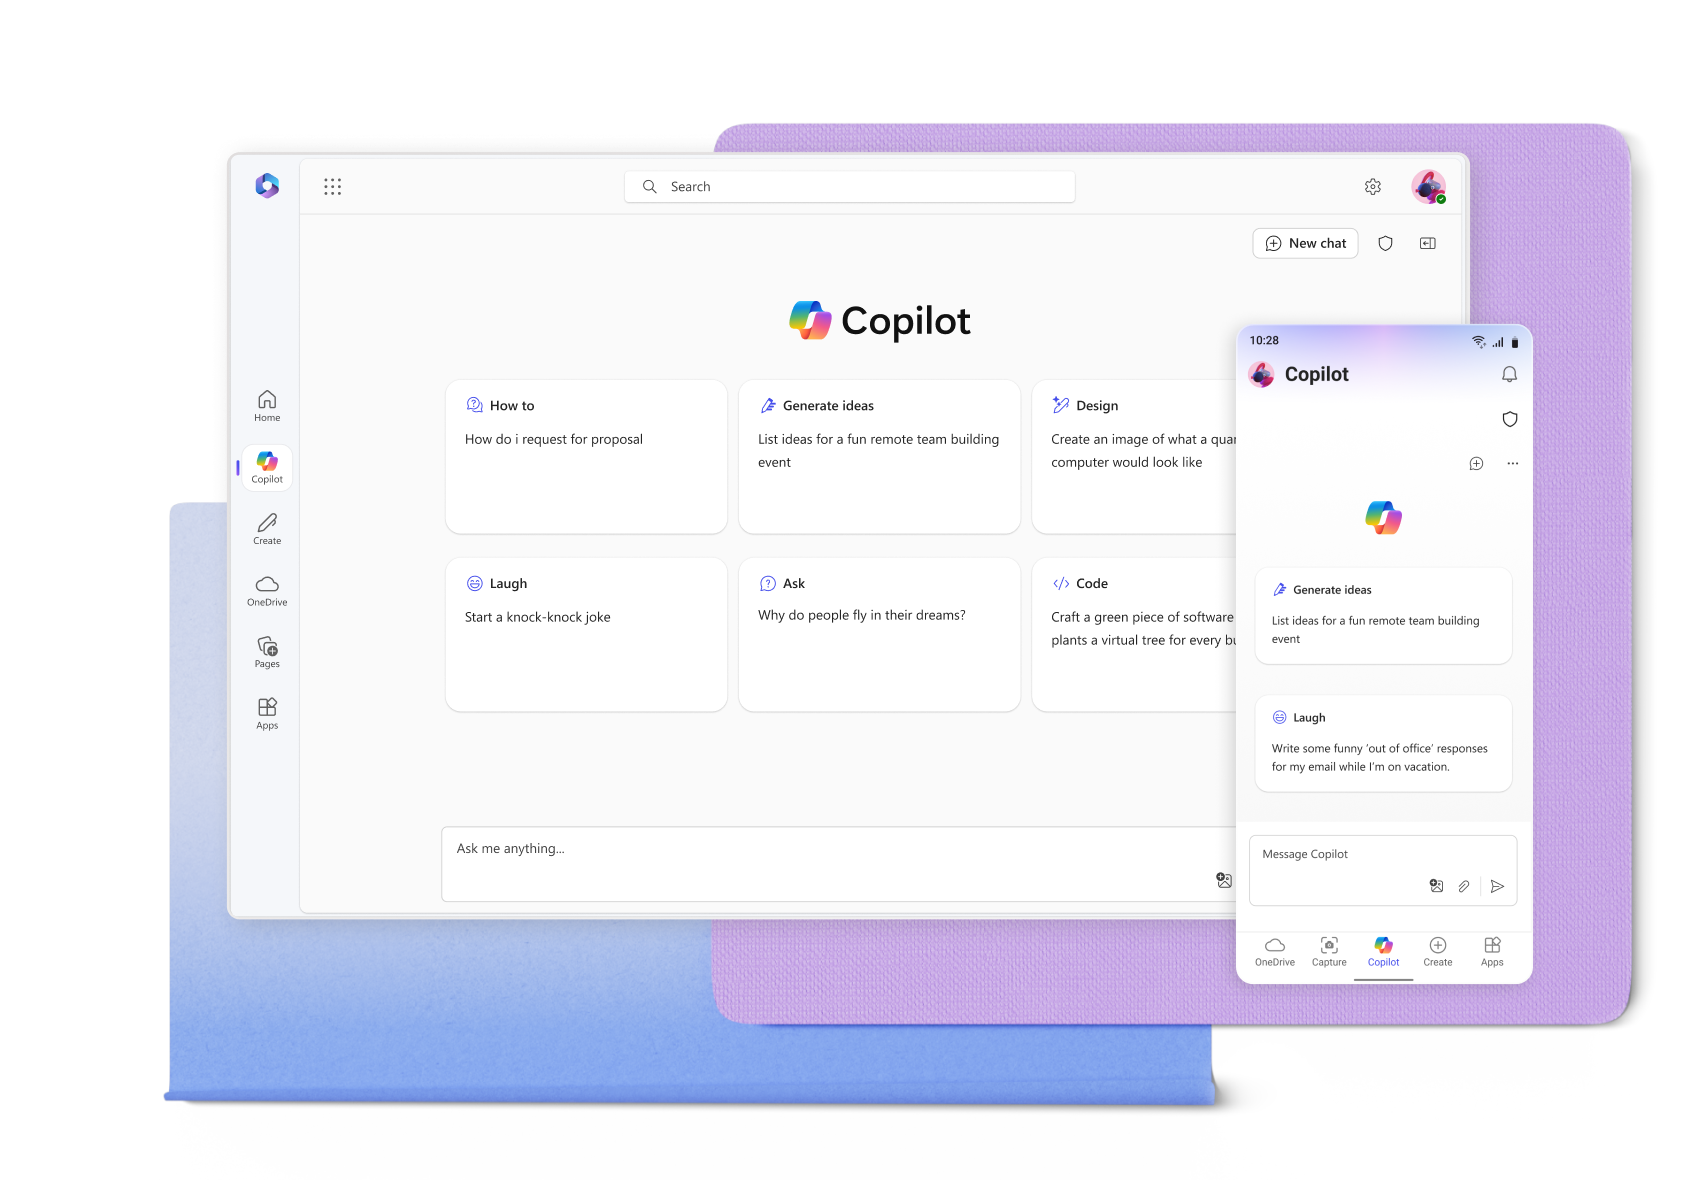 Search
New chat
Copilot
Home
Copilot
Create
OneDrive
Pages
Apps
How to
How do i request for proposal
Generate ideas
List ideas for a fun remote team building
event
Design
Create an image of what a
computer would look like
Laugh
Start a knock-knock joke
Ask
Why do people fly in their dreams?
Code
Craft a green piece of software
plants a virtual tree for every
Ask me anything...
10:28
Copilot
Generate ideas
List ideas for a fun remote team building
event
Laugh
Write some funny ‘out of office’ responses
for my email while I’m on vacation.
Message Copilot
OneDrive
Capture
Copilot
Create
Apps